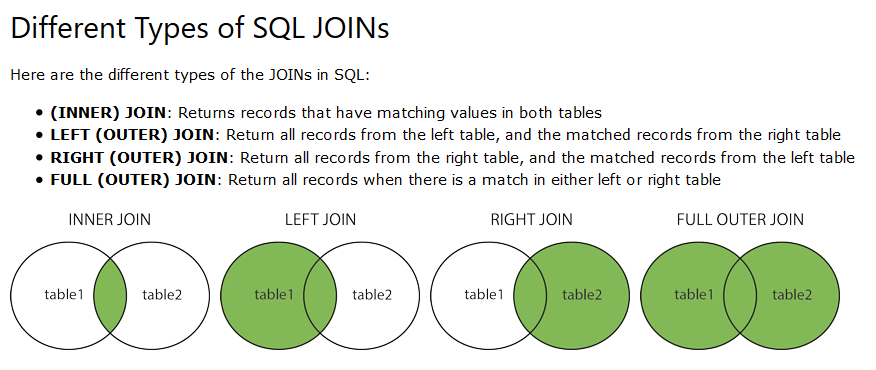 Different Types of SQL JOINs
Here are the different types of the JOINs in SQL:
• (INNER) JOIN: Returns records that have matching values in both tables
• LEFT (OUTER) JOIN: Return all records from the left table, and the matched records from the right table
• RIGHT (OUTER) JOIN: Return all records from the right table, and the matched records from the left table
• FULL (OUTER) JOIN: Return all records when there is a match in either left or right table
INNER JOIN LEFT JOIN RIGHT JOIN FULL OUTER JOIN
table1 table2 table1 table2 table1 table2 table1 table2